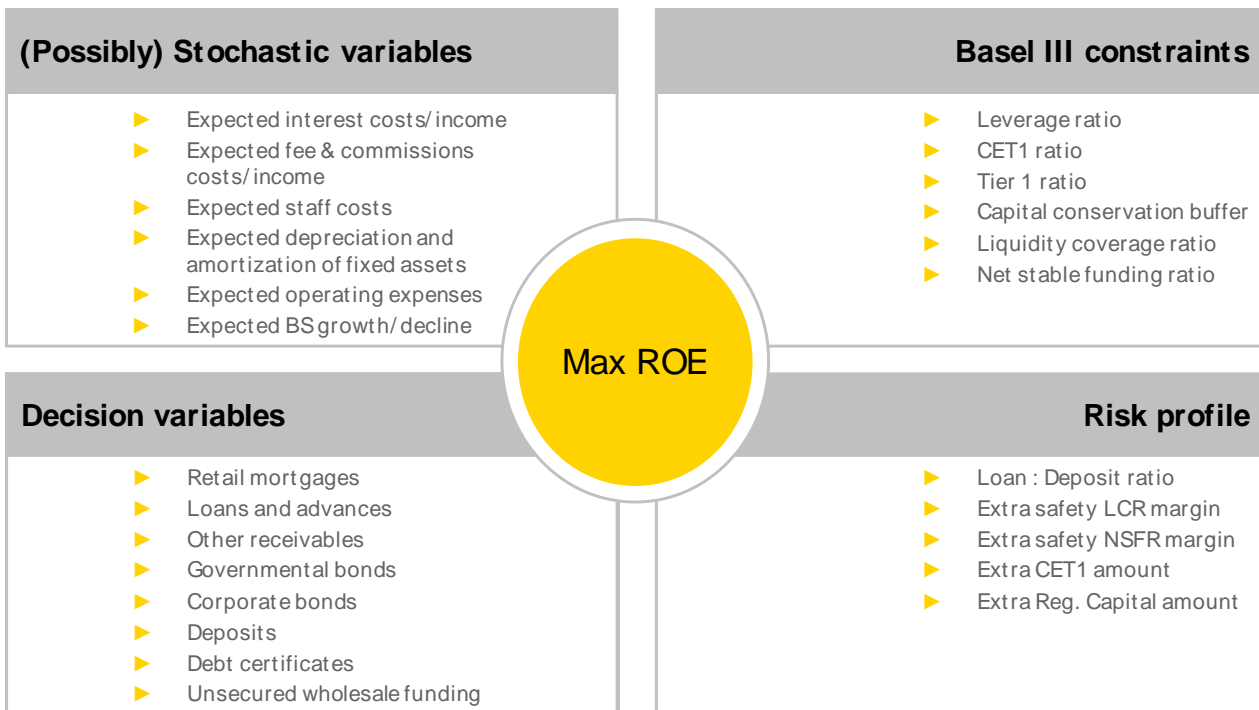 (Possibly) Stochastic variables
► Expected interest costs/income
► Expected fee & commissions
costs/income
► Expected staff costs
► Expected depreciation and
amortization of fixed assets
► Expected operating expenses
► Expected BS growth/decline
Basel III constraints
► Leverage ratio
► CET1 ratio
► Tier 1 ratio
► Capital conservation buffer
► Liquidity coverage ratio
► Net stable funding ratio
Max ROE
Decision variables
► Retail mortgages
► Loans and advances
► Other receivables
► Governmental bonds
► Corporate bonds
► Deposits
► Debt certificates
► Unsecured wholesale funding
Risk profile
► Loan : Deposit ratio
► Extra safety LCR margin
► Extra safety NSFR margin
► Extra CET1 amount
► Extra Reg. Capital amount